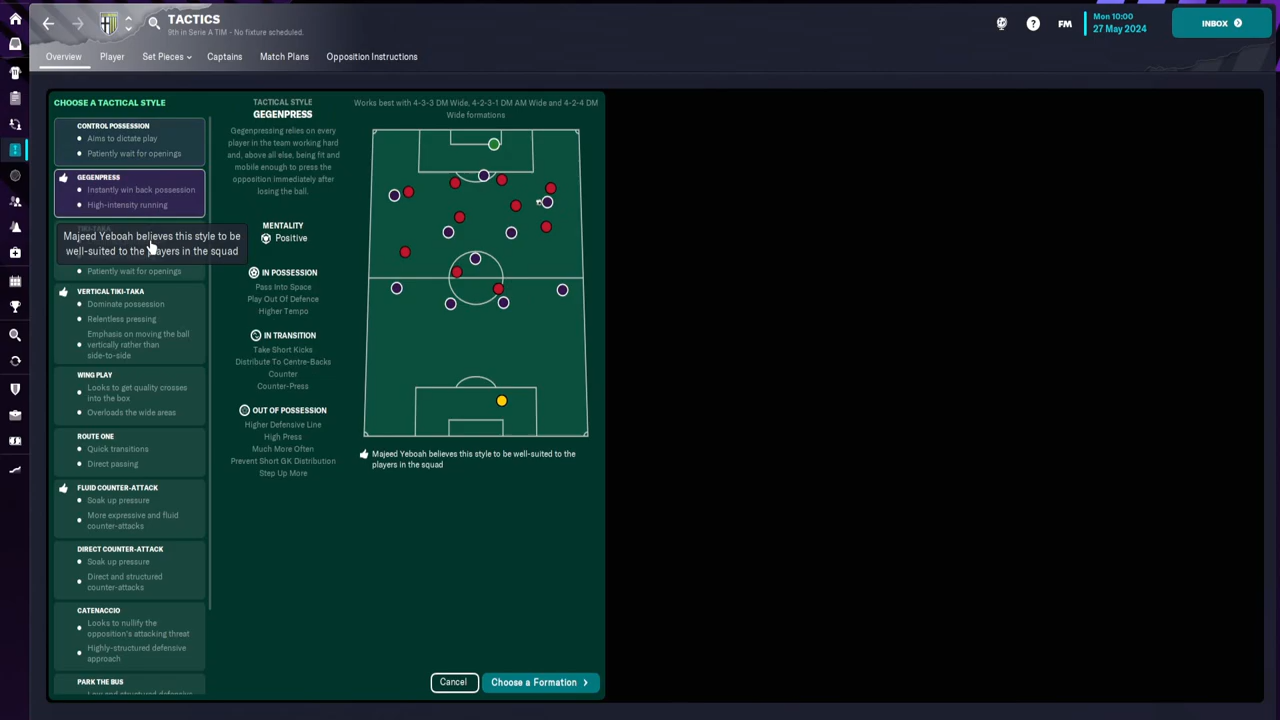 TACTICS
9th in Serie A TIM - No fixture scheduled.
FM
Mon 10:00
27 May 2024
INBOX
Overview
Player
Set Pieces
Captains
Match Plans
Opposition Instructions
CHOOSE A TACTICAL STYLE
CONTROL POSSESSION
Aims to dictate play
Patiently wait for openings
GEGENPRESS
Instantly win back possession
High-intensity running
Majeed Yeboah believes this style to be
well-suited to the players in the squad
Patiently wait for openings
VERTICAL TIKI-TAKA
Dominate possession
Relentless pressing
Emphasis on moving the ball
vertically rather than
side-to-side
WING PLAY
Looks to get quality crosses
into the box
Overloads the wide areas
ROUTE ONE
Quick transitions
Direct passing
FLUID COUNTER-ATTACK
Soak up pressure
More expressive and fluid
counter-attacks
DIRECT COUNTER-ATTACK
Soak up pressure
Direct and structured
counter-attacks
CATENACCIO
Looks to nullify the
opposition's attacking threat
Highly-structured defensive
approach
PARK THE BUS
TACTICAL STYLE
GEGENPRESS
Gegenpressing relies on every
player in the team working hard
and, above all else, being fit and
mobile enough to press the
opposition immediately after
losing the ball.
MENTALITY
Positive
IN POSSESSION
Pass Into Space
Play Out Of Defence
Higher Tempo
IN TRANSITION
Take Short Kicks
Distribute To Centre-Backs
Counter
Counter-Press
OUT OF POSSESSION
Higher Defensive Line
High Press
Much More Often
Prevent Short GK Distribution
Step Up More
Works best with 4-3-3 DM Wide, 4-2-3-1 DM AM Wide and 4-2-4 DM
Wide formations
Majeed Yeboah believes this style to be well-suited to the
players in the squad
Cancel
Choose a Formation